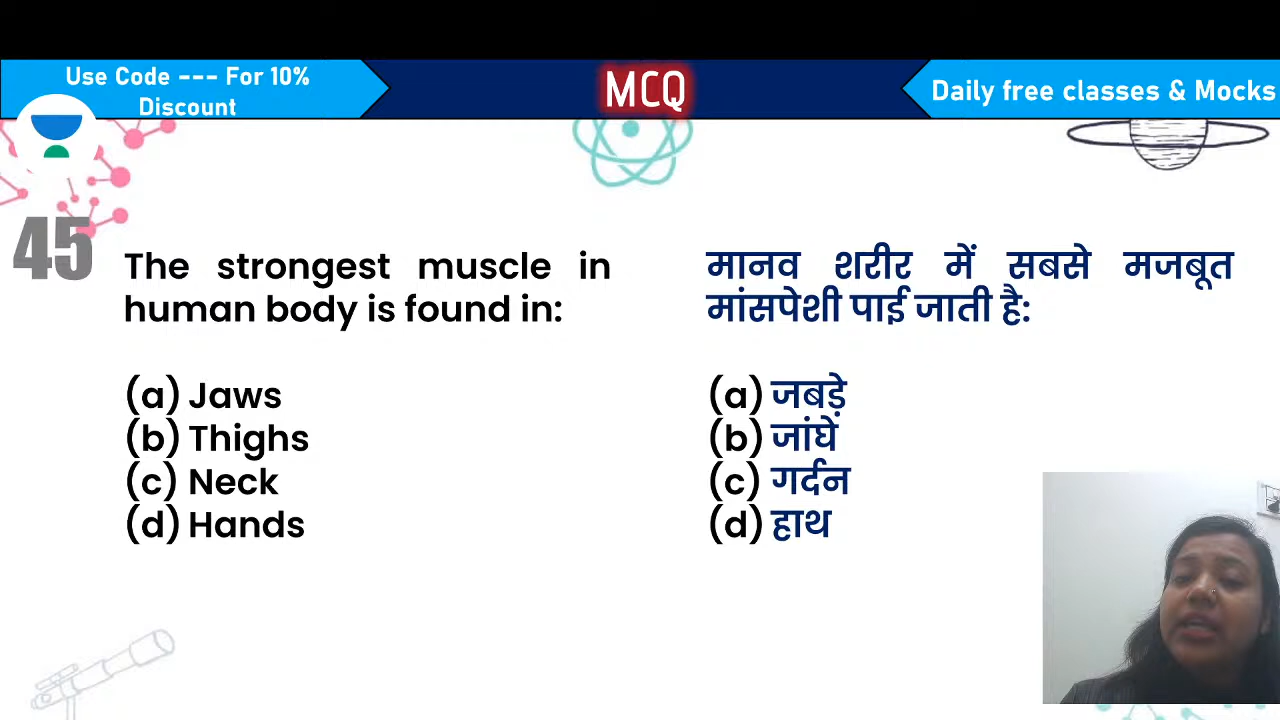 Use Code --- For 10%
Discount
MCQ
Daily free classes & Mocks
45
The strongest muscle in
human body is found in:
(a) Jaws
(b) Thighs
(c) Neck
(d) Hands
मानव शरीर में सबसे मजबूत
मांसपेशी पाई जाती है:
(a) जबड़े
(b) जांघें
(c) गर्दन
(d) हाथ